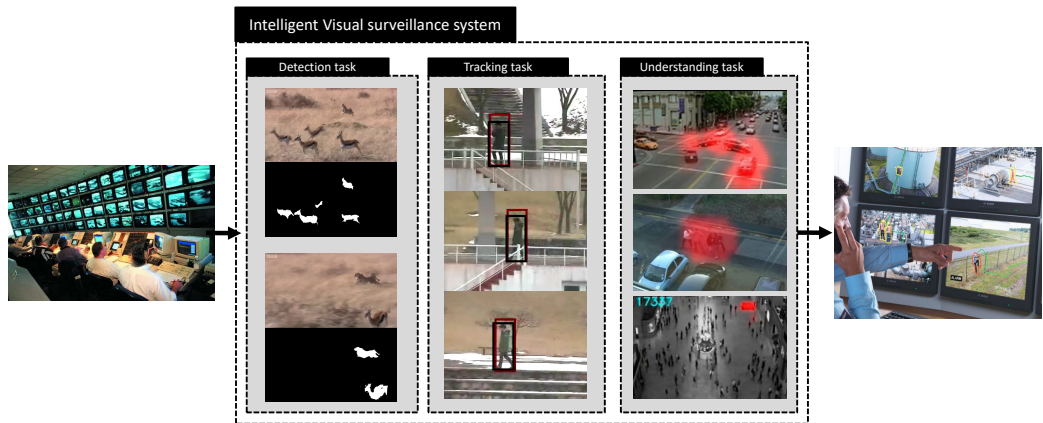 Intelligent Visual surveillance system
Detection task
Tracking task
Understanding task
17337